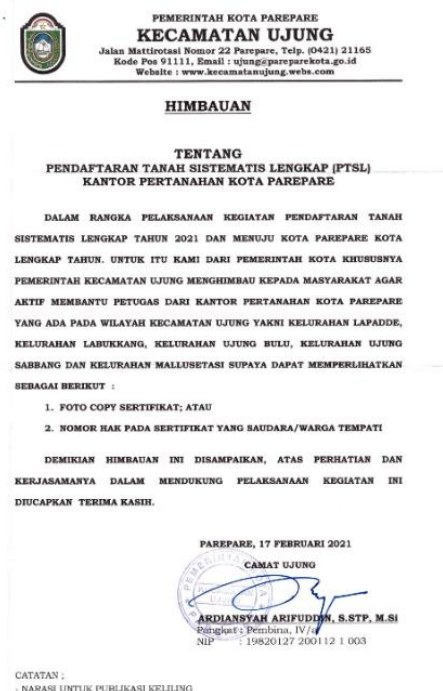 PEMERINTAH KOTA PAREPARE
KECAMATAN UJUNG
Jalan Mattirotasi Nomor 22 Parepare, Telp. (0421) 21165
Kode Pos 91111, Email : ujung@pareparekota.go.id
Website : www.kecamatanujung.webs.com
HIMBAUAN
TENTANG
PENDAFTARAN TANAH SISTEMATIS LENGKAP (PTSL)
KANTOR PERTANAHAN KOTA PAREPARE
DALAM RANGKA PELAKSANAAN KEGIATAN PENDAFTARAN TANAH
SISTEMATIS LENGKAP TAHUN 2021 DAN MENUJU KOTA PAREPARE KOTA
LENGKAP TAHUN. UNTUK ITU KAMI DARI PEMERINTAH KOTA KHUSUSNYA
PEMERINTAH KECAMATAN UJUNG MENGHIMBAU KEPADA MASYARAKAT AGAR
AKTIF MEMBANTU PETUGAS DARI KANTOR PERTANAHAN KOTA PAREPARE
YANG ADA PADA WILAYAH KECAMATAN UJUNG YAKNI KELURAHAN LAPADDE,
KELURAHAN LABUKKANG, KELURAHAN UJUNG BULU, KELURAHAN UJUNG
SABBANG DAN KELURAHAN MALLUSETASI SUPAYA DAPAT MEMPERLIHATKAN
SEBAGAI BERIKUT :
1. FOTO COPY SERTIFIKAT; ATAU
2. NOMOR HAK PADA SERTIFIKAT YANG SAUDARA/WARGA TEMPATI
DEMIKIAN HIMBAUAN INI DISAMPAIKAN, ATAS PERHATIAN DAN
KERJASAMANYA DALAM MENDUKUNG PELAKSANAAN KEGIATAN INI
DIUCAPKAN TERIMA KASIH.
PAREPARE, 17 FEBRUARI 2021
CAMAT UJUNG
ARDIANSYAH ARIFUDDIN, S.STP, M.Si
Pangkat : Pembina, IV/a
NIP : 19820127 200112 1 003
CATATAN ;
- NARASI UNTUK PUBLIKASI KELILING